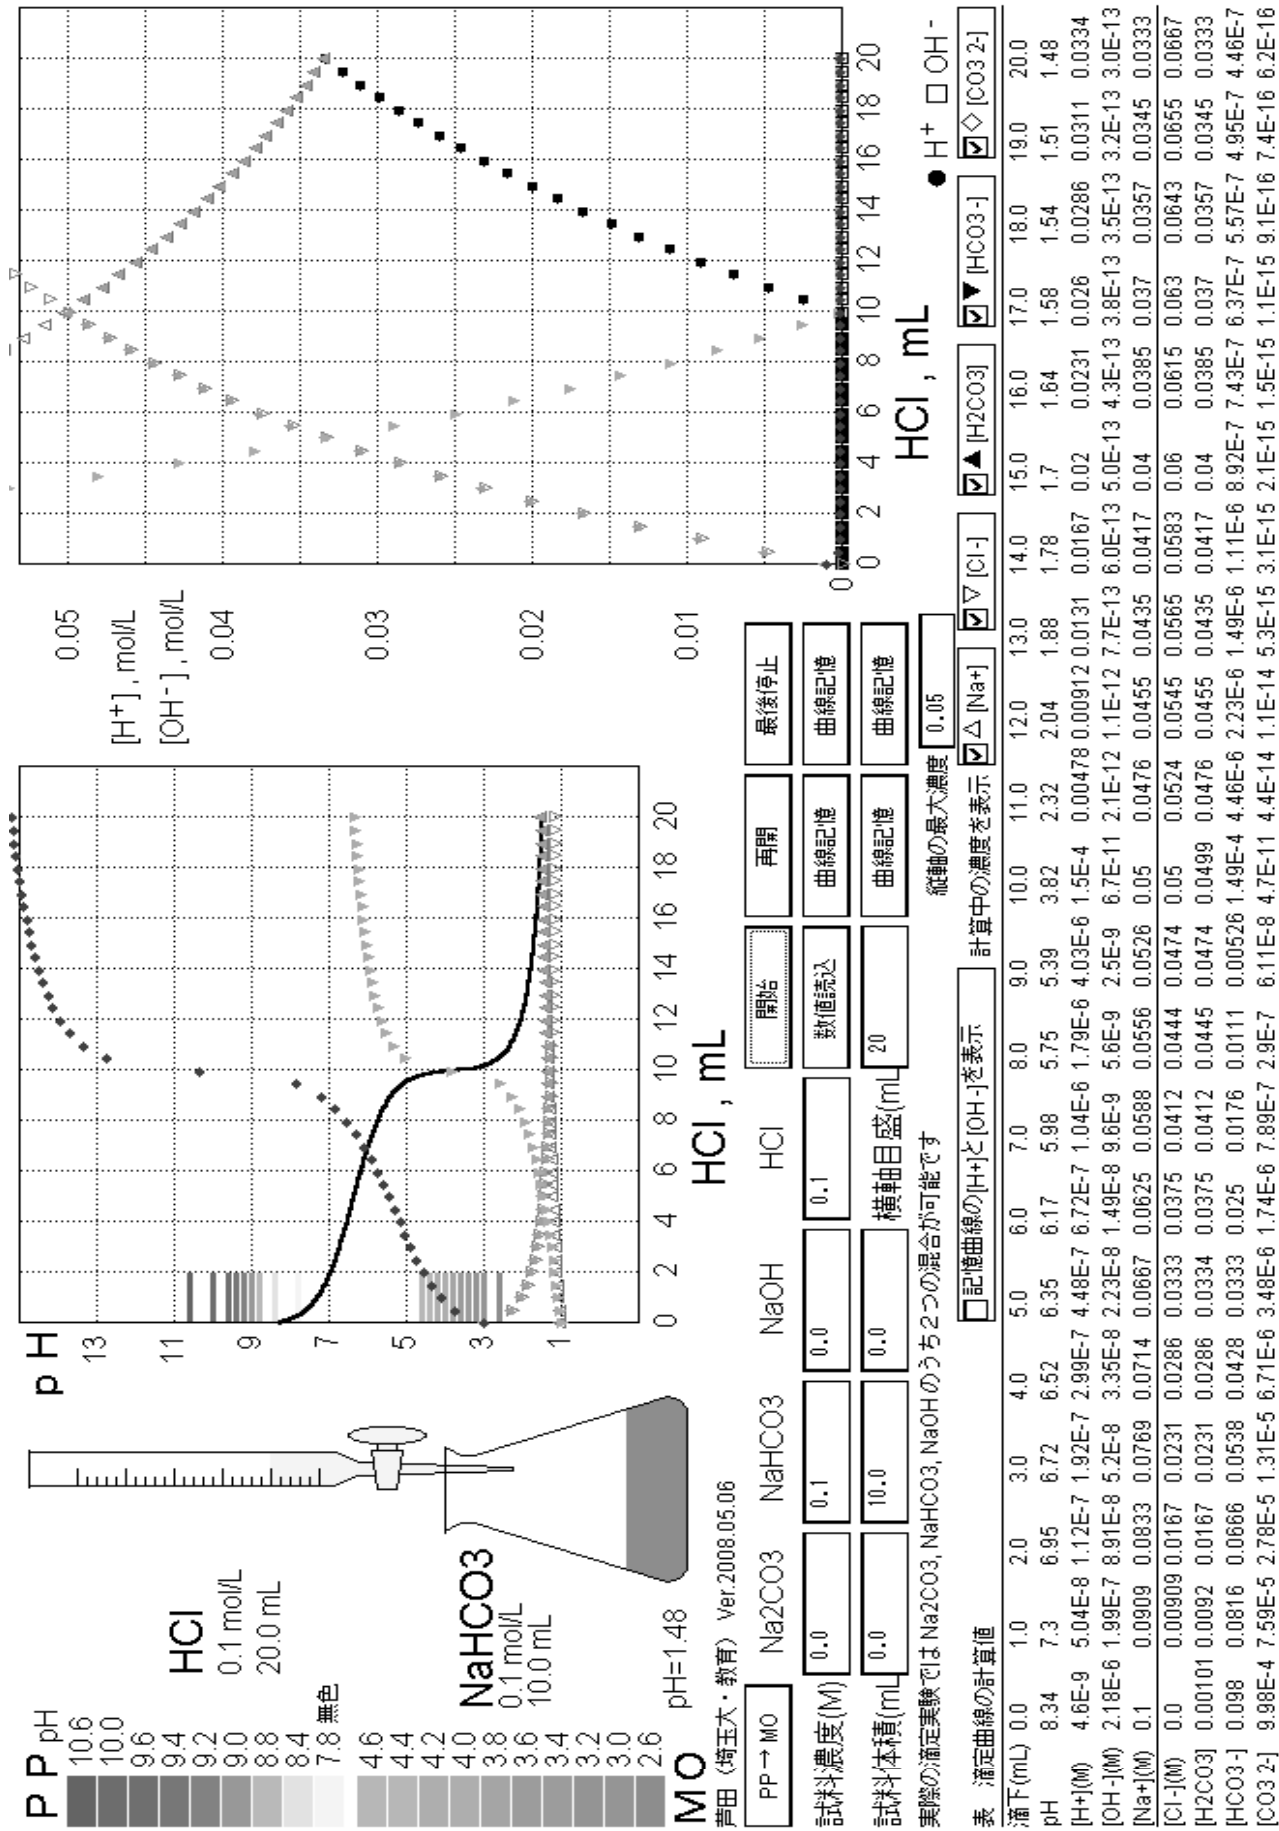 P P pH
10.6
10.0
9.6
9.4
9.2
9.0
8.8
8.4
7.8 無色
4.6
4.4
4.2
4.0
3.8
3.6
3.4
3.2
3.0
2.6
M O
HCl
0.1 mol/L
20.0 mL
NaHCO3
0.1 mol/L
10.0 mL
pH=1.48
芦田 (埼玉大・教育) Ver.2008.05.06
p H
13
11
9
7
5
3
1
0 2 4 6 8 10 12 14 16 18 20
HCl , mL
[H+] , mol/L
[OH-] , mol/L
0.05
0.04
0.03
0.02
0.01
0
0 2 4 6 8 10 12 14 16 18 20
HCl , mL
● H+ □ OH -
PP→MO Na2CO3 NaHCO3 NaOH HCl 開始 再開 最後停止
試料濃度(M) 0.0 0.1 0.0 0.1 数値読込 曲線記憶 曲線記憶
試料体積(mL 0.0 10.0 0.0 横軸目盛(mL 20 曲線記憶 曲線記憶
実際の滴定実験では Na2CO3, NaHCO3, NaOH のうち2つの混合が可能です 縦軸の最大濃度 0.05
表 滴定曲線の計算値 記憶曲線の[H+]と[OH-]を表示 計算中の濃度を表示 △ [Na+] ▽ [Cl-] ▲ [H2CO3] ▼ [HCO3 -] ◇ [CO3 2-]
滴下(mL) 0.0 1.0 2.0 3.0 4.0 5.0 6.0 7.0 8.0 9.0 10.0 11.0 12.0 13.0 14.0 15.0 16.0 17.0 18.0 19.0 20.0
pH 8.34 7.3 6.95 6.72 6.52 6.35 6.17 5.98 5.75 5.39 3.82 2.32 2.04 1.88 1.78 1.7 1.64 1.58 1.54 1.51 1.48
[H+](M) 4.6E-9 5.04E-8 1.12E-7 1.92E-7 2.99E-7 4.48E-7 6.72E-7 1.04E-6 1.79E-6 4.03E-6 1.5E-4 0.00478 0.00912 0.0131 0.0167 0.02 0.0231 0.026 0.0286 0.0311 0.0334
[OH -](M) 2.18E-6 1.99E-7 8.91E-8 5.2E-8 3.35E-8 2.23E-8 1.49E-8 9.6E-9 5.6E-9 2.5E-9 6.7E-11 2.1E-12 1.1E-12 7.7E-13 6.0E-13 5.0E-13 4.3E-13 3.8E-13 3.5E-13 3.2E-13 3.0E-13
[Na+](M) 0.1 0.0909 0.0833 0.0769 0.0714 0.0667 0.0625 0.0588 0.0556 0.0526 0.05 0.0476 0.0455 0.0435 0.0417 0.04 0.0385 0.037 0.0357 0.0345 0.0333
[Cl -](M) 0.0 0.00909 0.0167 0.0231 0.0286 0.0333 0.0375 0.0412 0.0444 0.0474 0.05 0.0524 0.0545 0.0565 0.0583 0.06 0.0615 0.063 0.0643 0.0655 0.0667
[H2CO3] 0.00101 0.0092 0.0167 0.0231 0.0286 0.0334 0.0375 0.0412 0.0445 0.0474 0.0499 0.0476 0.0455 0.0435 0.0417 0.04 0.0385 0.037 0.0357 0.0345 0.0333
[HCO3 -] 0.098 0.0816 0.0666 0.0538 0.0428 0.0333 0.025 0.0176 0.0111 0.00526 1.49E-4 4.46E-6 2.23E-6 1.49E-6 1.11E-6 8.92E-7 7.43E-7 6.37E-7 5.57E-7 4.95E-7 4.46E-7
[CO3 2-] 9.98E-4 7.59E-5 2.78E-5 1.31E-5 6.71E-6 3.48E-6 1.74E-6 7.89E-7 2.9E-7 6.11E-8 4.7E-11 4.4E-14 1.1E-14 5.3E-15 3.1E-15 2.1E-15 1.5E-15 1.1E-15 9.1E-16 7.4E-16 6.2E-16